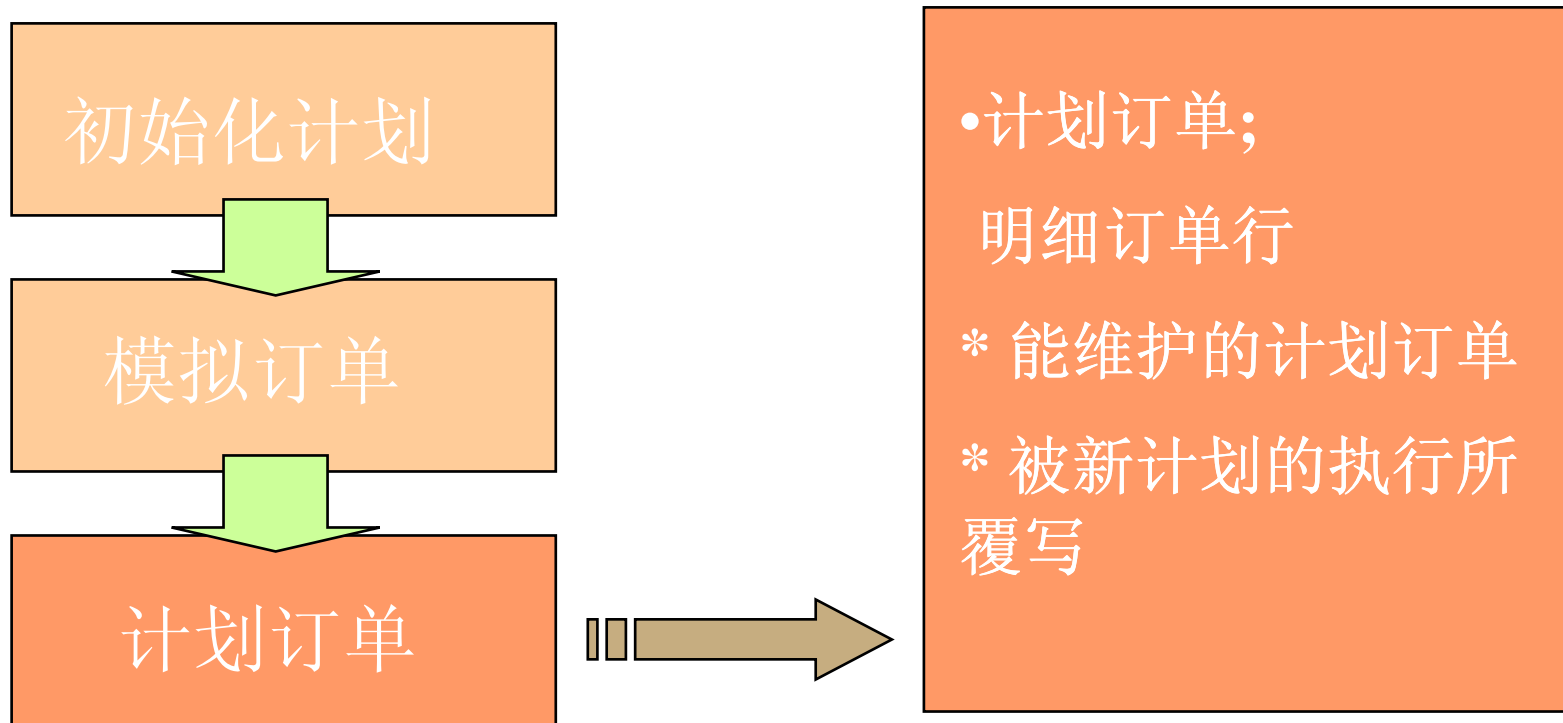 初始化计划
模拟订单
计划订单
•计划订单;
明细订单行
* 能维护的计划订单
* 被新计划的执行所
覆写